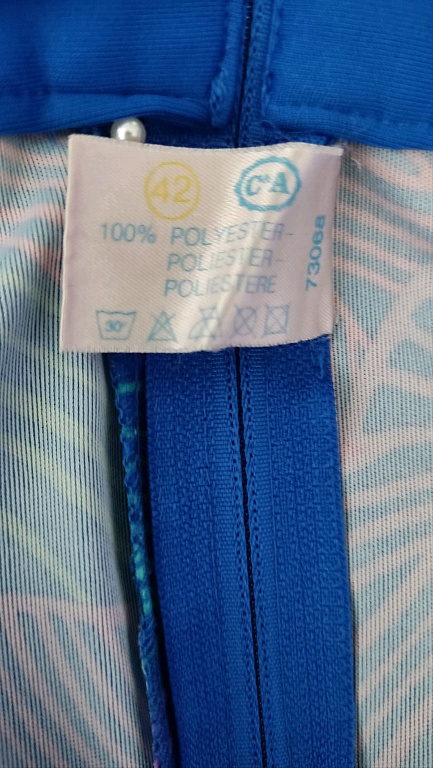 42 C&A
100% POLYESTER-
POLIESTER-
POLIESTERE
73068
30°